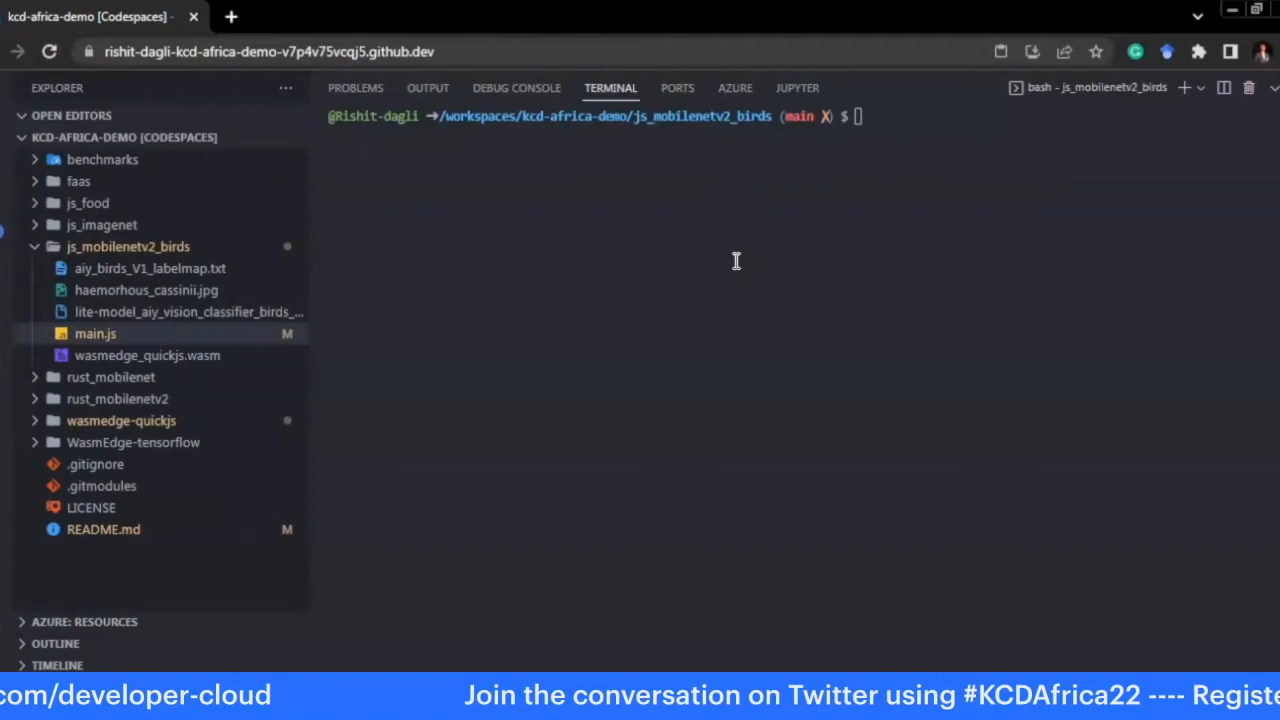 kcd-africa-demo [Codespaces] -
rishit-dagli-kcd-africa-demo-v7p4v75vcqj5.github.dev
EXPLORER
PROBLEMS OUTPUT DEBUG CONSOLE TERMINAL PORTS AZURE JUPYTER
bash - js_mobilenetv2_birds
OPEN EDITORS
@Rishit-dagli →/workspaces/kcd-africa-demo/js_mobilenetv2_birds (main ✗) $
KCD-AFRICA-DEMO [CODESPACES]
benchmarks
faas
js_food
js_imagenet
js_mobilenetv2_birds
aiy_birds_V1_labelmap.txt
haemorhous_cassinii.jpg
lite-model_aiy_vision_classifier_birds_...
main.js M
wasmedge_quickjs.wasm
rust_mobilenet
rust_mobilenetv2
wasmedge-quickjs
WasmEdge-tensorflow
.gitignore
.gitmodules
LICENSE
README.md M
AZURE: RESOURCES
OUTLINE
TIMELINE
com/developer-cloud Join the conversation on Twitter using #KCDAfrica22 ---- Registe